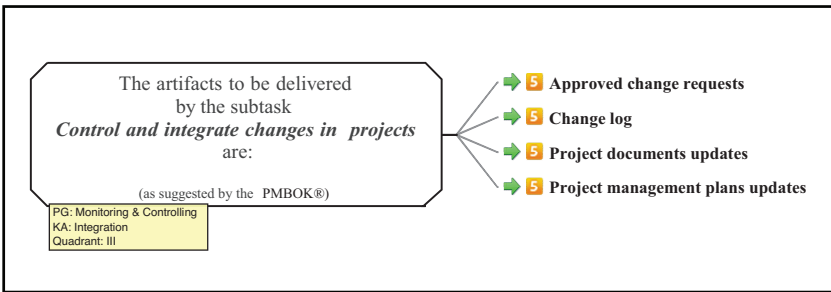 The artifacts to be delivered
by the subtask
Control and integrate changes in projects
are:
(as suggested by the PMBOK®)
PG: Monitoring & Controlling
KA: Integration
Quadrant: III
5 Approved change requests
5 Change log
5 Project documents updates
5 Project management plans updates